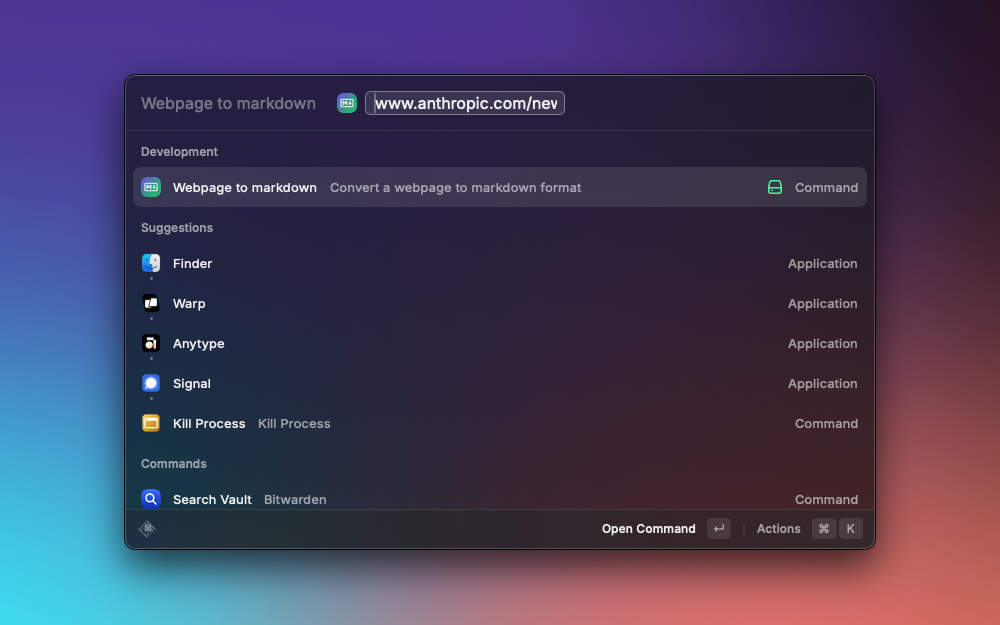 Webpage to markdown www.anthropic.com/nev
Development
Webpage to markdown Convert a webpage to markdown format Command
Suggestions
Finder Application
Warp Application
Anytype Application
Signal Application
Kill Process Kill Process Command
Commands
Search Vault Bitwarden Command
Open Command ↵ | Actions ⌘ K